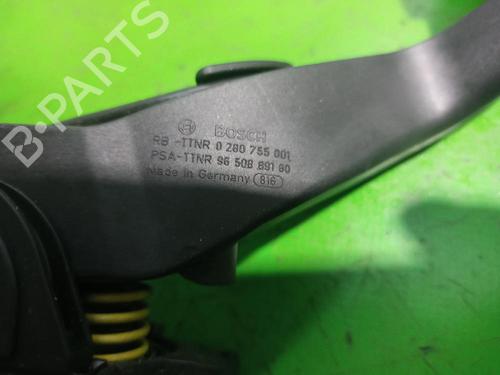 BOSCH
RB -TTNR 0 280 755 001
PSA-TTNR 96 508 891 80
Made in Germany 816
B-PARTS